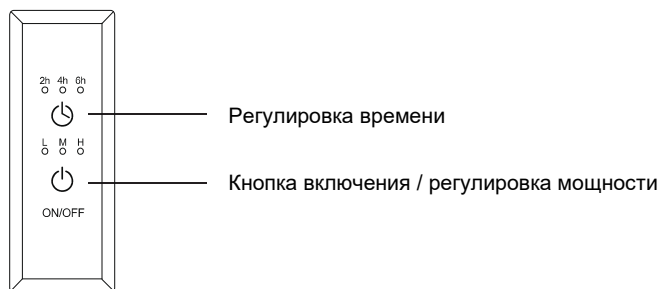 2h 4h 6h
Регулировка времени
L M H
Кнопка включения / регулировка мощности
ON/OFF